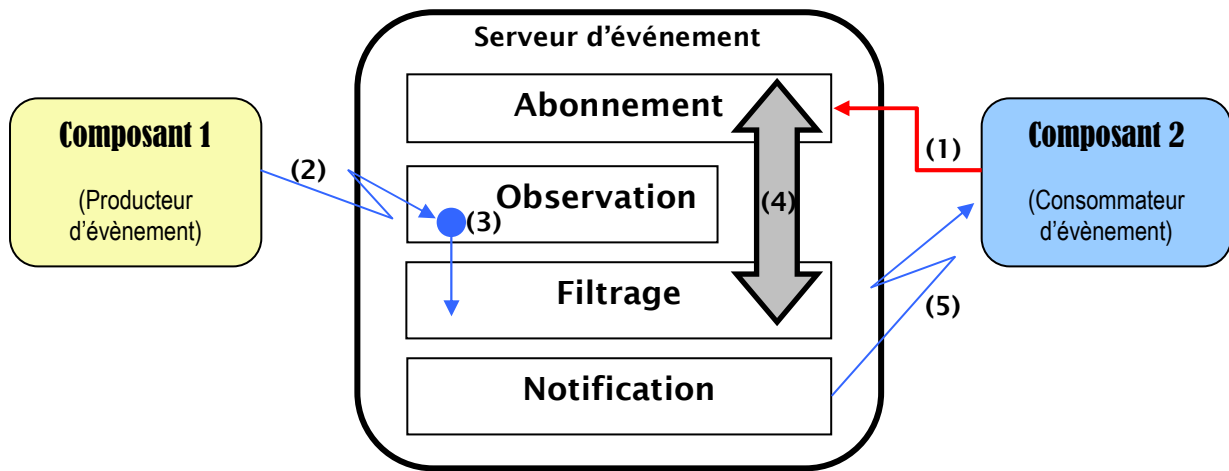 Serveur d'événement
Abonnement
Composant 1
(Producteur
d'évènement)
(2)
Observation
(3)
(4)
(1)
Composant 2
(Consommateur
d'évènement)
Filtrage
(5)
Notification